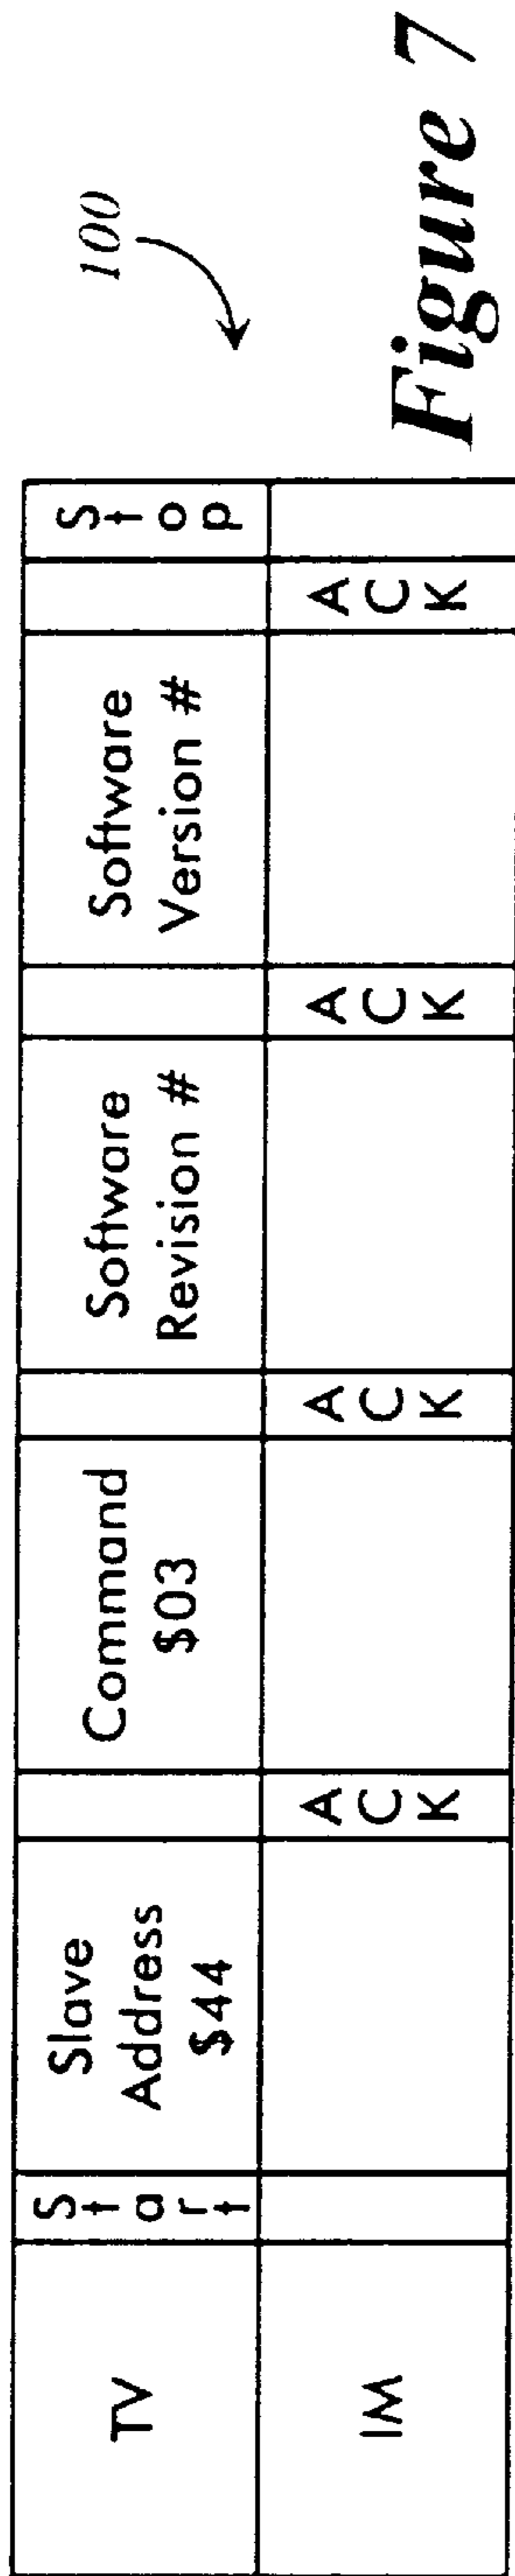 100
TV
Start
Slave
Address
$44
Command
$03
Software
Revision #
Software
Version #
Stop
IM
ACK
ACK
ACK
ACK
Figure 7